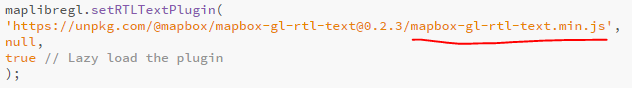 maplibregl.setRTLTextPlugin(
'https://unpkg.com/@mapbox/mapbox-gl-rtl-text@0.2.3/mapbox-gl-rtl-text.min.js',
null,
true // Lazy load the plugin
);